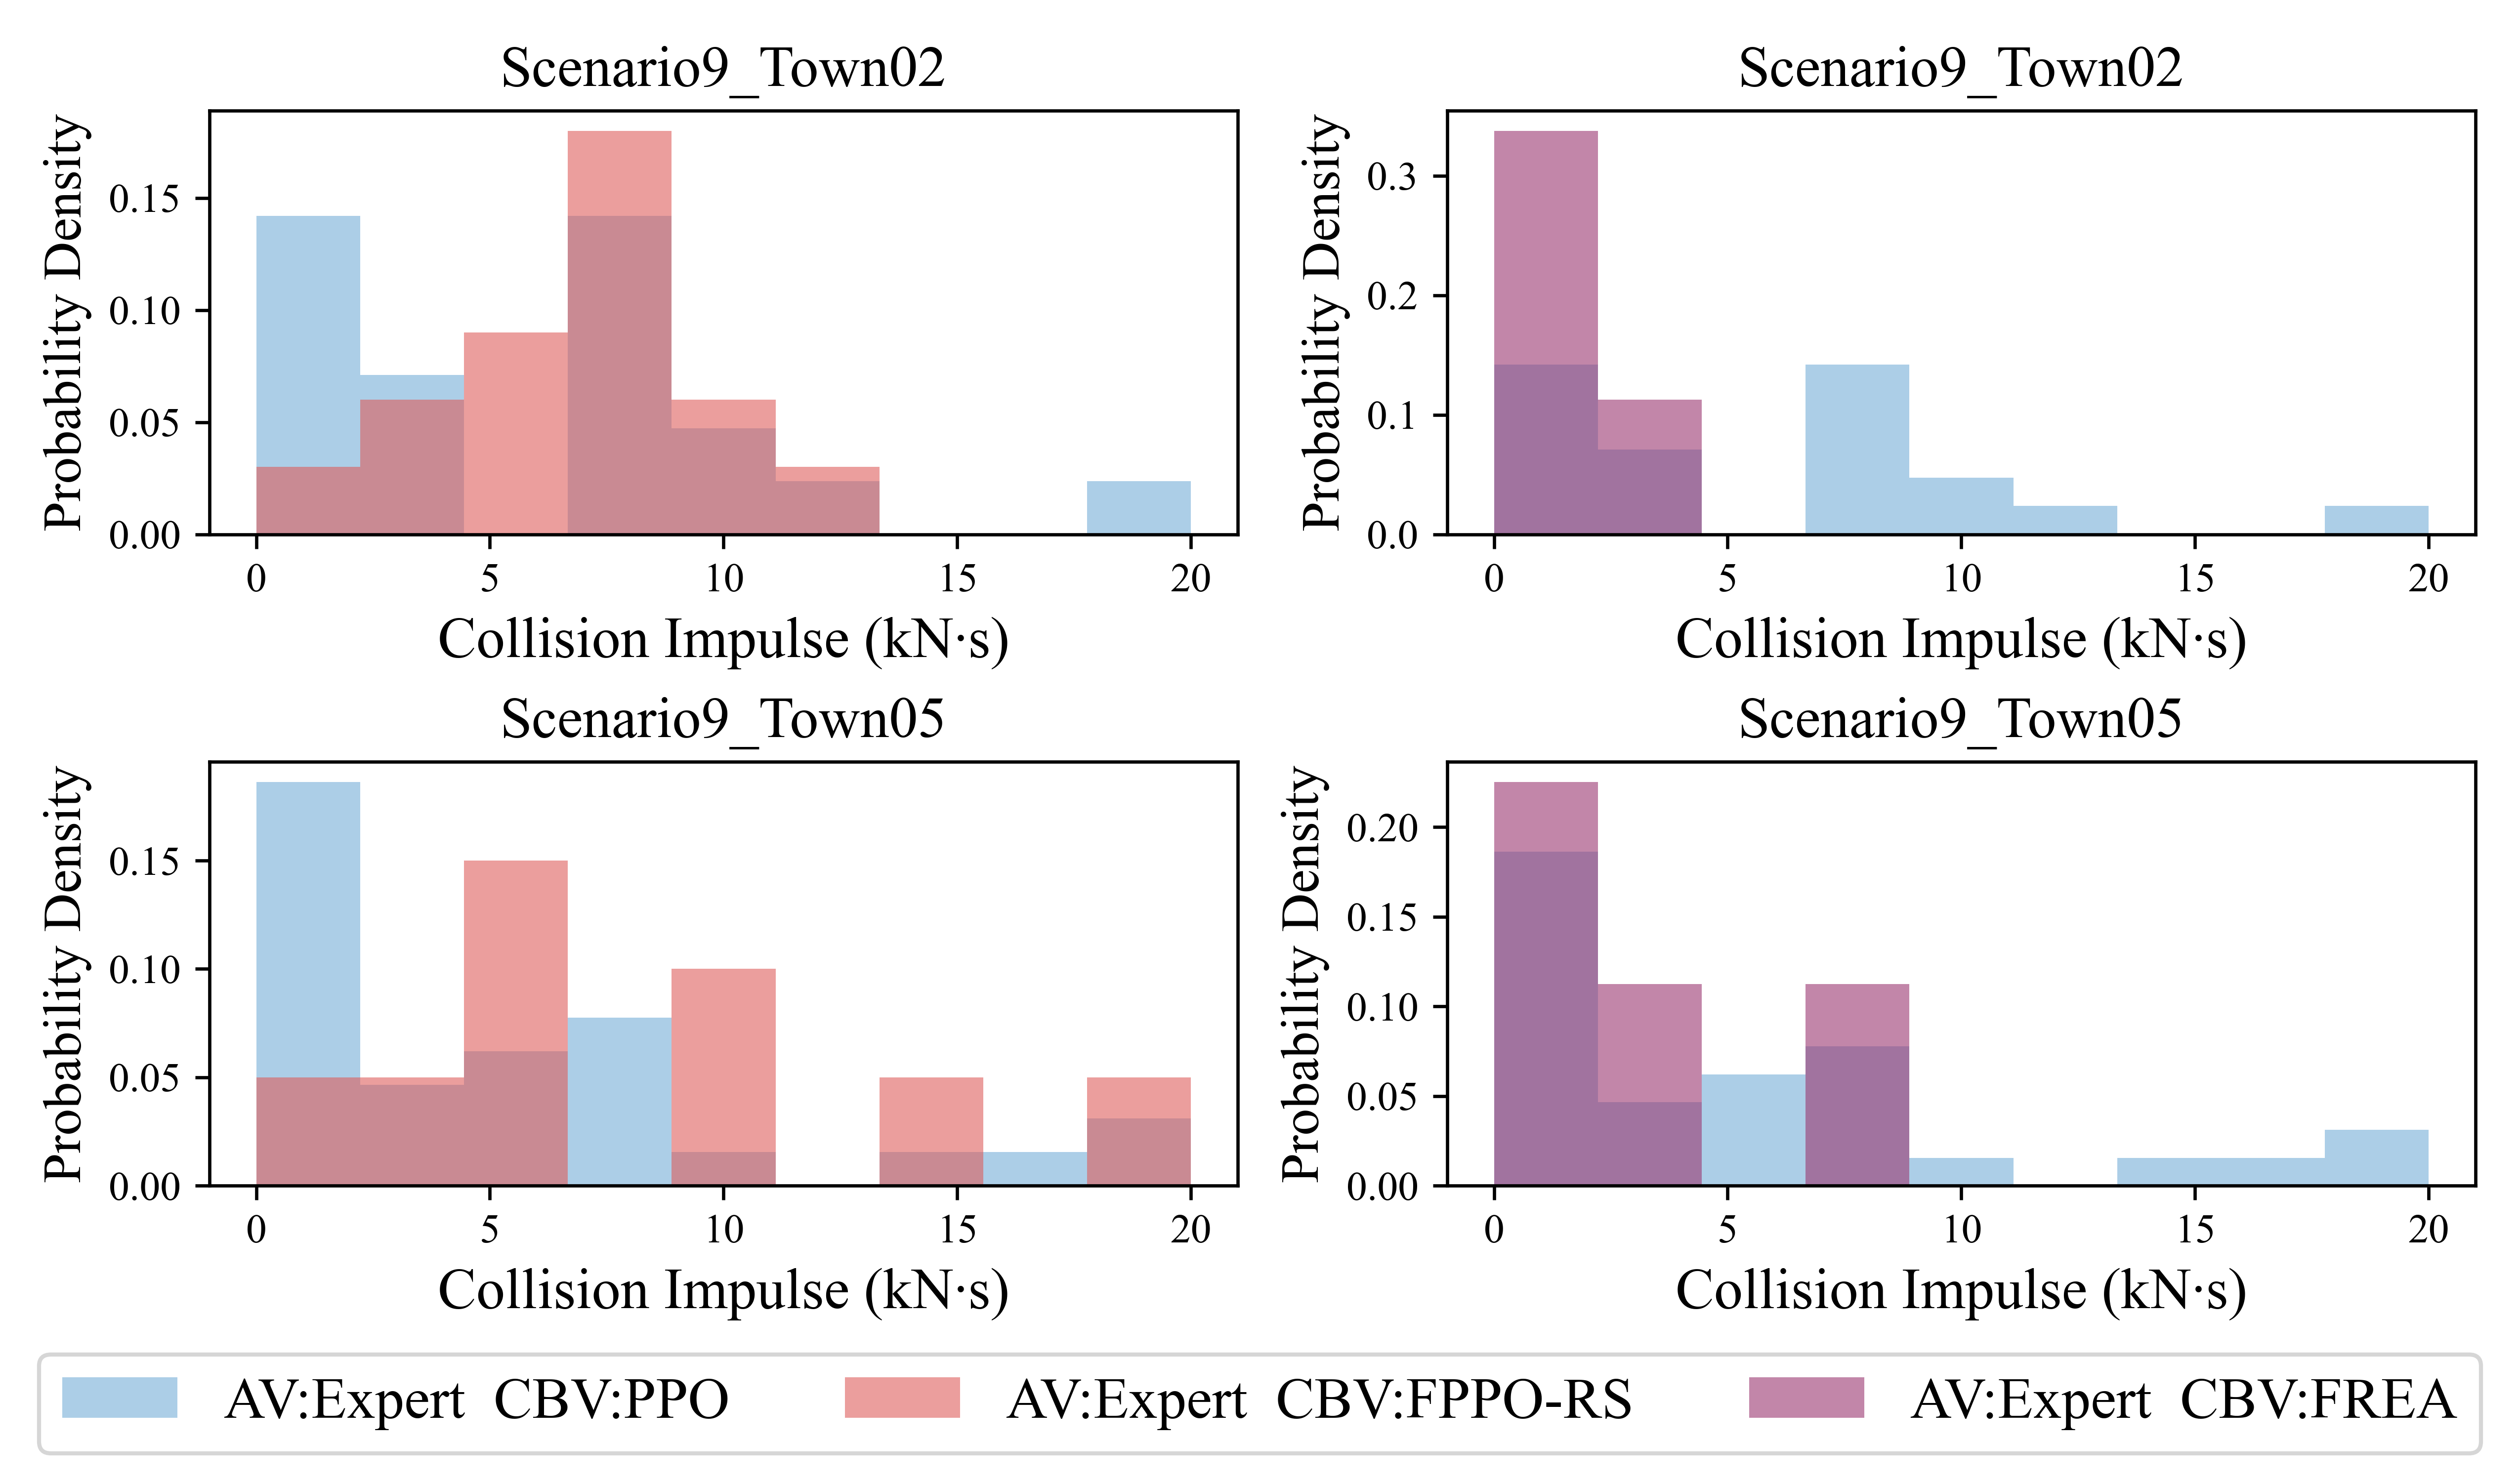 Scenario9_Town02
Probability Density
0.15
0.10
0.05
0.00
0 5 10 15 20
Collision Impulse (kN·s)
Scenario9_Town02
Probability Density
0.3
0.2
0.1
0.0
0 5 10 15 20
Collision Impulse (kN·s)
Scenario9_Town05
Probability Density
0.15
0.10
0.05
0.00
0 5 10 15 20
Collision Impulse (kN·s)
Scenario9_Town05
Probability Density
0.20
0.15
0.10
0.05
0.00
0 5 10 15 20
Collision Impulse (kN·s)
AV:Expert CBV:PPO AV:Expert CBV:FPPO-RS AV:Expert CBV:FREA